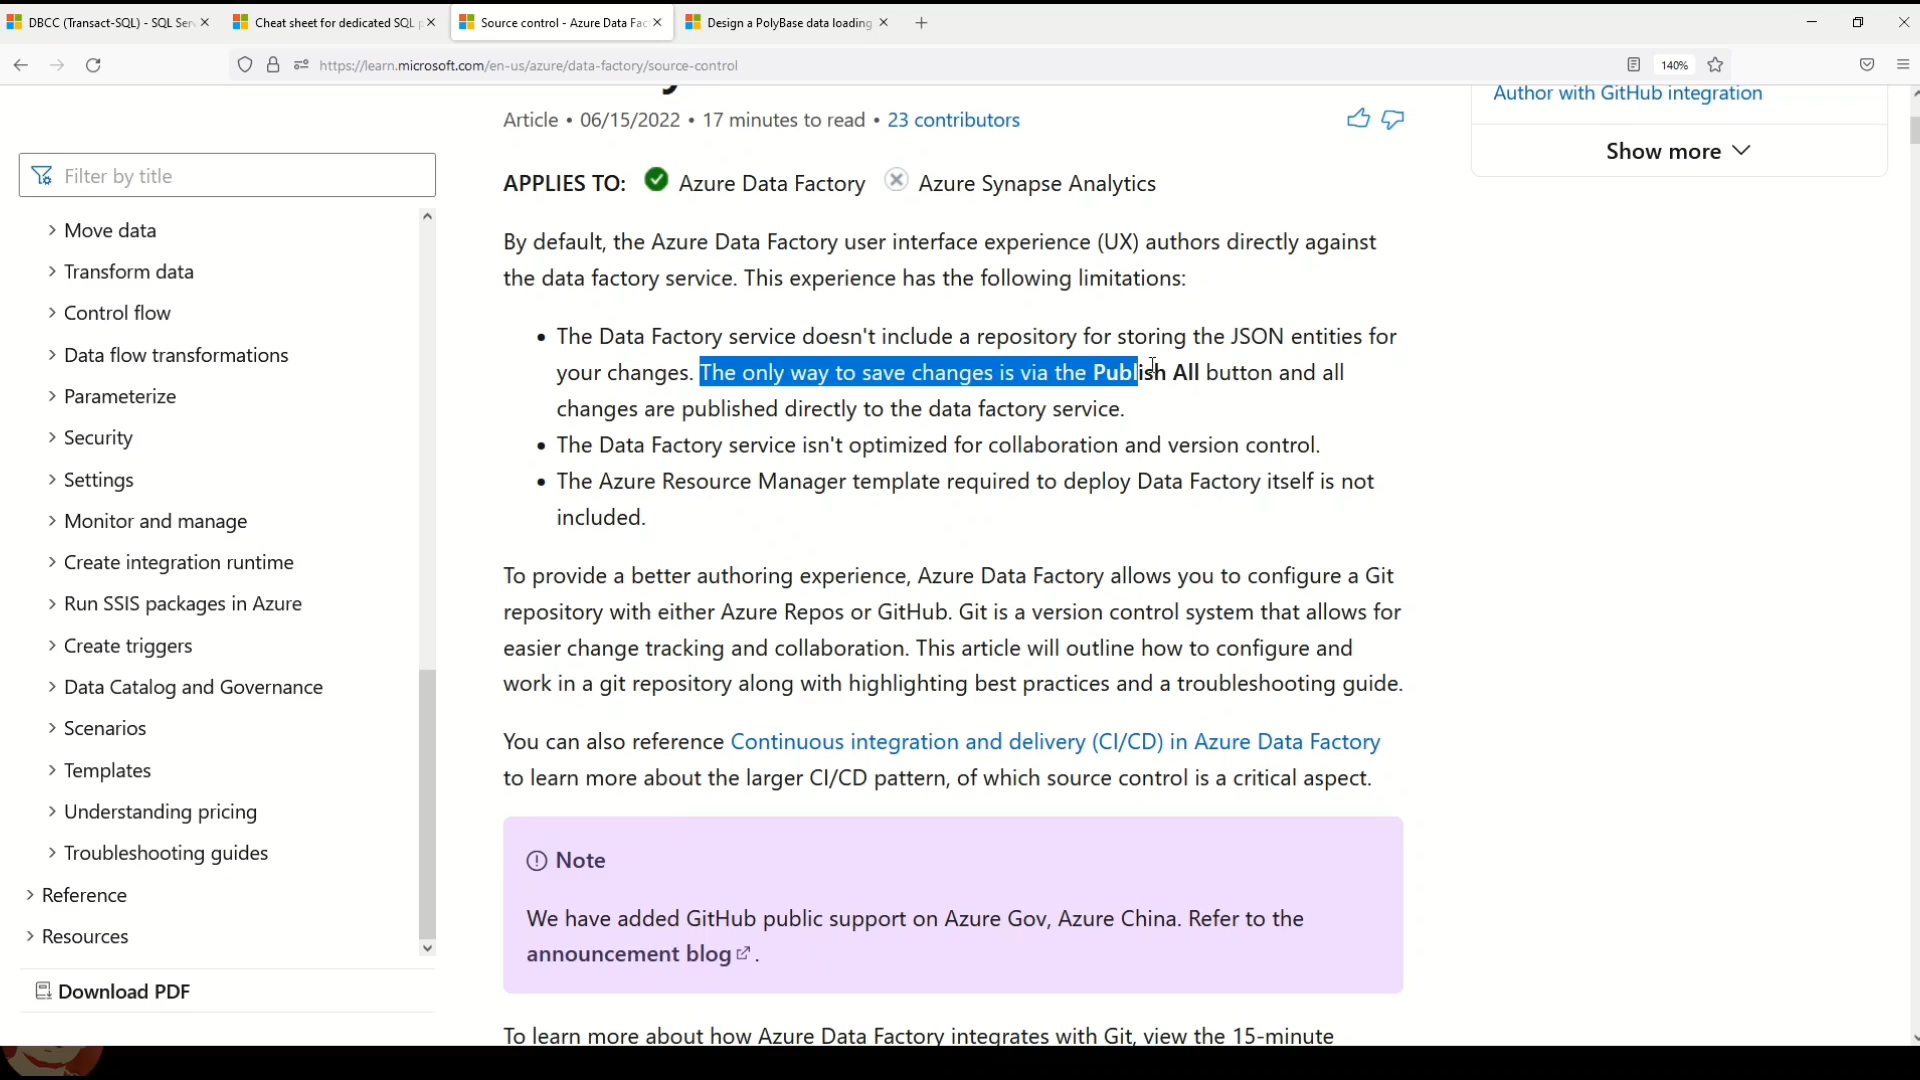 DBCC (Transact-SQL) - SQL Ser
Cheat sheet for dedicated SQL p
Source control - Azure Data Fac
Design a PolyBase data loading
https://learn.microsoft.com/en-us/azure/data-factory/source-control
140%
Author with GitHub integration
Show more
Article • 06/15/2022 • 17 minutes to read • 23 contributors
Filter by title
Move data
Transform data
Control flow
Data flow transformations
Parameterize
Security
Settings
Monitor and manage
Create integration runtime
Run SSIS packages in Azure
Create triggers
Data Catalog and Governance
Scenarios
Templates
Understanding pricing
Troubleshooting guides
Reference
Resources
Download PDF
APPLIES TO: Azure Data Factory Azure Synapse Analytics
By default, the Azure Data Factory user interface experience (UX) authors directly against
the data factory service. This experience has the following limitations:
• The Data Factory service doesn't include a repository for storing the JSON entities for
your changes. The only way to save changes is via the Publish All button and all
changes are published directly to the data factory service.
• The Data Factory service isn't optimized for collaboration and version control.
• The Azure Resource Manager template required to deploy Data Factory itself is not
included.
To provide a better authoring experience, Azure Data Factory allows you to configure a Git
repository with either Azure Repos or GitHub. Git is a version control system that allows for
easier change tracking and collaboration. This article will outline how to configure and
work in a git repository along with highlighting best practices and a troubleshooting guide.
You can also reference Continuous integration and delivery (CI/CD) in Azure Data Factory
to learn more about the larger CI/CD pattern, of which source control is a critical aspect.
Note
We have added GitHub public support on Azure Gov, Azure China. Refer to the
announcement blog .
To learn more about how Azure Data Factory integrates with Git, view the 15-minute